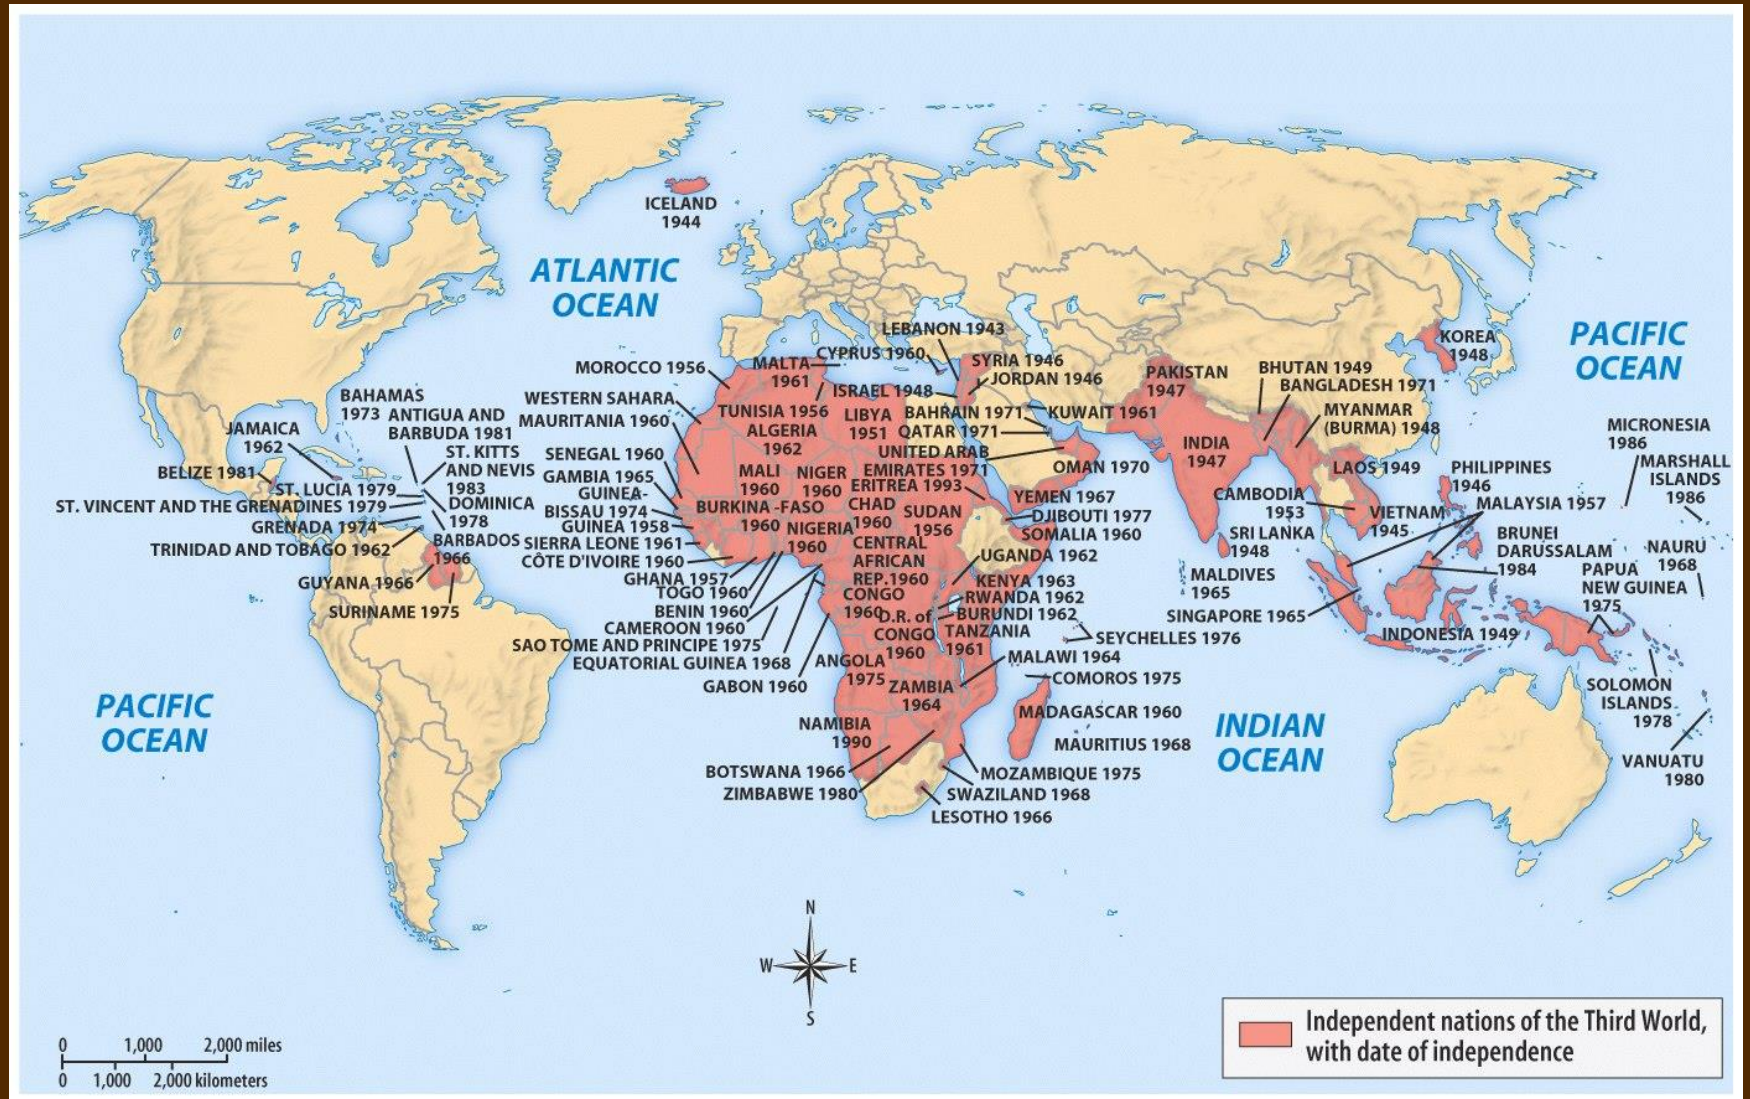 ICELAND
1944
ATLANTIC
OCEAN
PACIFIC
OCEAN
KOREA
1948
LEBANON 1943
CYPRUS 1960
MALTA
1961
SYRIA 1946
JORDAN 1946
ISRAEL 1948
MOROCCO 1956
WESTERN SAHARA
MAURITANIA 1960
TUNISIA 1956
ALGERIA
1962
LIBYA
1951
BAHRAIN 1971
KUWAIT 1961
QATAR 1971
UNITED ARAB
EMIRATES 1971
OMAN 1970
ERITREA 1993
YEMEN 1967
DJIBOUTI 1977
SOMALIA 1960
PAKISTAN
1947
BHUTAN 1949
BANGLADESH 1971
MYANMAR
(BURMA) 1948
INDIA
1947
LAOS 1949
CAMBODIA
1953
VIETNAM
1945
PHILIPPINES
1946
MALAYSIA 1957
BRUNEI
DARUSSALAM
1984
MICRONESIA
1986
MARSHALL
ISLANDS
1986
NAURU
1968
PAPUA
NEW GUINEA
1975
SRI LANKA
1948
MALDIVES
1965
SINGAPORE 1965
INDONESIA 1949
SOLOMON
ISLANDS
1978
VANUATU
1980
BAHAMAS
1973
ANTIGUA AND
BARBUDA 1981
JAMAICA
1962
ST. KITTS
AND NEVIS
1983
BELIZE 1981
ST. LUCIA 1979
ST. VINCENT AND THE GRENADINES 1979
DOMINICA
1978
GRENADA 1974
BARBADOS
1966
TRINIDAD AND TOBAGO 1962
GUYANA 1966
SURINAME 1975
SENEGAL 1960
GAMBIA 1965
GUINEA-
BISSAU 1974
GUINEA 1958
SIERRA LEONE 1961
CÔTE D'IVOIRE 1960
GHANA 1957
TOGO 1960
BENIN 1960
CAMEROON 1960
SAO TOME AND PRINCIPE 1975
EQUATORIAL GUINEA 1968
GABON 1960
MALI
1960
NIGER
1960
BURKINA -FASO
1960
NIGERIA
1960
CHAD
1960
SUDAN
1956
CENTRAL
AFRICAN
REP.1960
CONGO
1960
D.R. of
CONGO
1960
UGANDA 1962
KENYA 1963
RWANDA 1962
BURUNDI 1962
TANZANIA
1961
SEYCHELLES 1976
MALAWI 1964
COMOROS 1975
ANGOLA
1975
ZAMBIA
1964
MADAGASCAR 1960
MAURITIUS 1968
NAMIBIA
1990
BOTSWANA 1966
ZIMBABWE 1980
MOZAMBIQUE 1975
SWAZILAND 1968
LESOTHO 1966
PACIFIC
OCEAN
INDIAN
OCEAN
N
W E
S
0 1,000 2,000 miles
0 1,000 2,000 kilometers
Independent nations of the Third World,
with date of independence